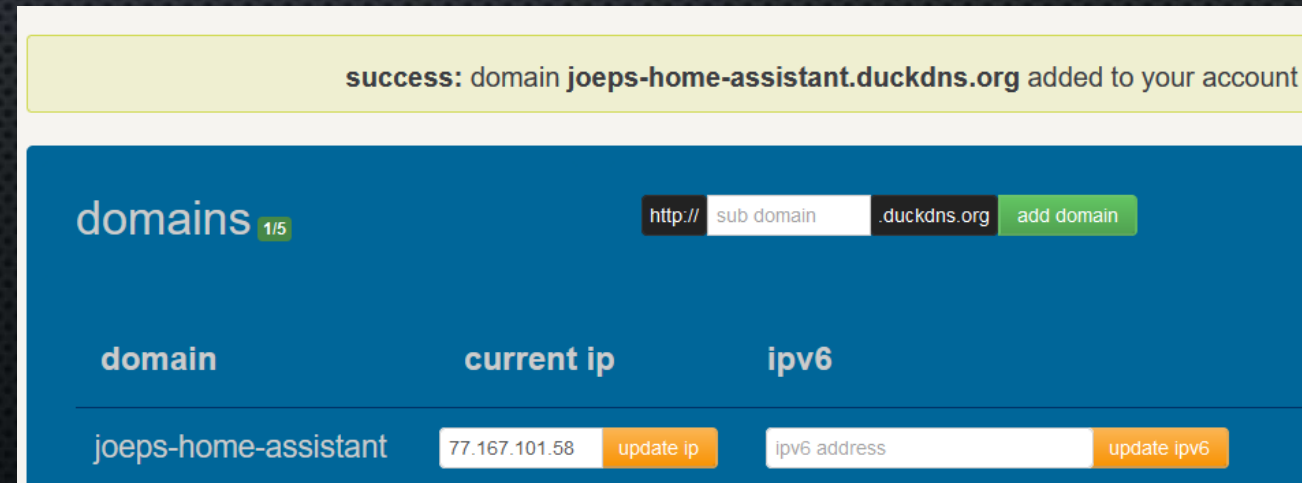 success: domain joeps-home-assistant.duckdns.org added to your account
domains 1/5
http:// sub domain .duckdns.org add domain
domain current ip ipv6
joeps-home-assistant 77.167.101.58 update ip ipv6 address update ipv6